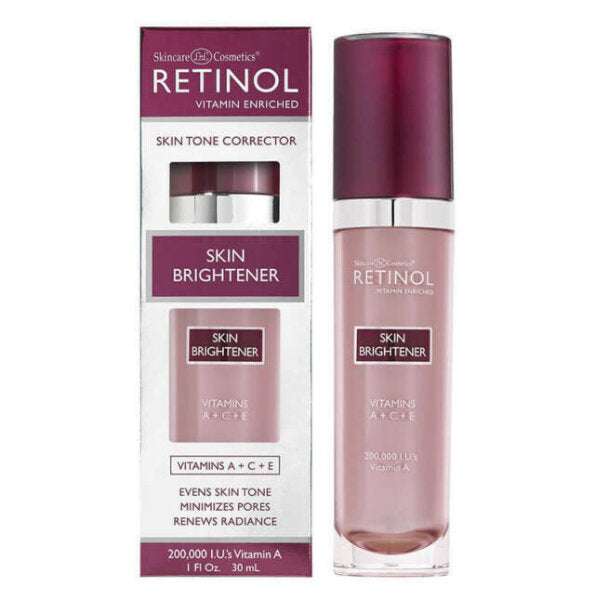 Skincare LdeL Cosmetics®
RETINOL
VITAMIN ENRICHED
SKIN TONE CORRECTOR
SKIN
BRIGHTENER
SKIN
BRIGHTENER
VITAMINS
A + C + E
VITAMINS A + C + E
EVENS SKIN TONE
MINIMIZES PORES
RENEWS RADIANCE
200,000 I.U.'s Vitamin A
1 Fl Oz. 30 mL
Skincare LdeL Cosmetics®
RETINOL
VITAMIN ENRICHED
SKIN
BRIGHTENER
VITAMINS
A + C + E
200,000 I.U.'s
Vitamin A